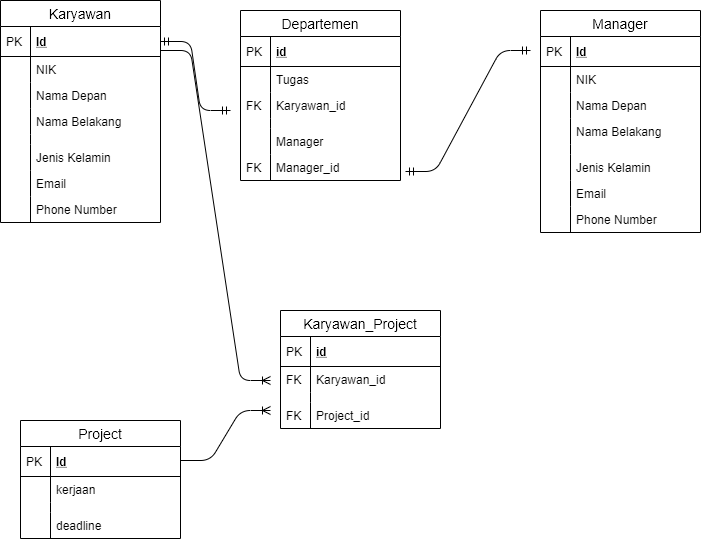 Karyawan
PK Id
NIK
Nama Depan
Nama Belakang
Jenis Kelamin
Email
Phone Number
Departemen
PK id
Tugas
FK Karyawan_id
Manager
FK Manager_id
Manager
PK Id
NIK
Nama Depan
Nama Belakang
Jenis Kelamin
Email
Phone Number
Karyawan_Project
PK id
FK Karyawan_id
FK Project_id
Project
PK Id
kerjaan
deadline